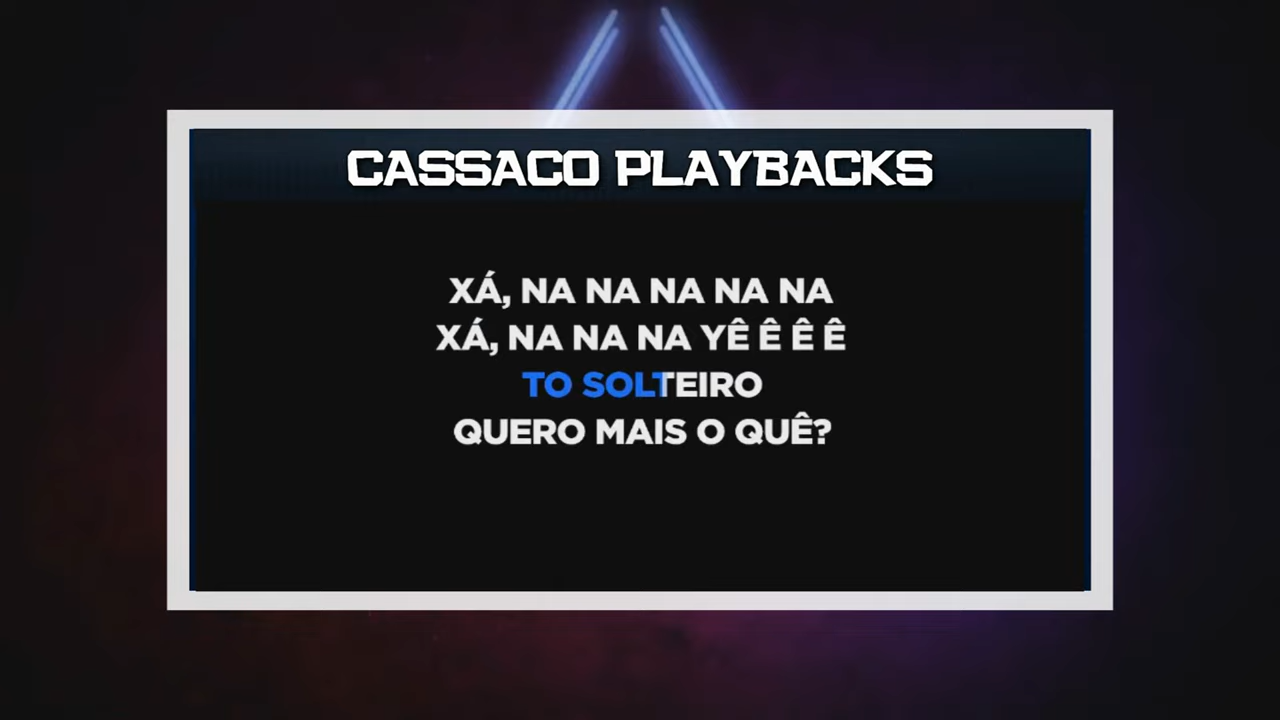 CASSACO PLAYBACKS
XÁ, NA NA NA NA NA
XÁ, NA NA NA YÊ Ê Ê Ê
TO SOLTEIRO
QUERO MAIS O QUÊ?